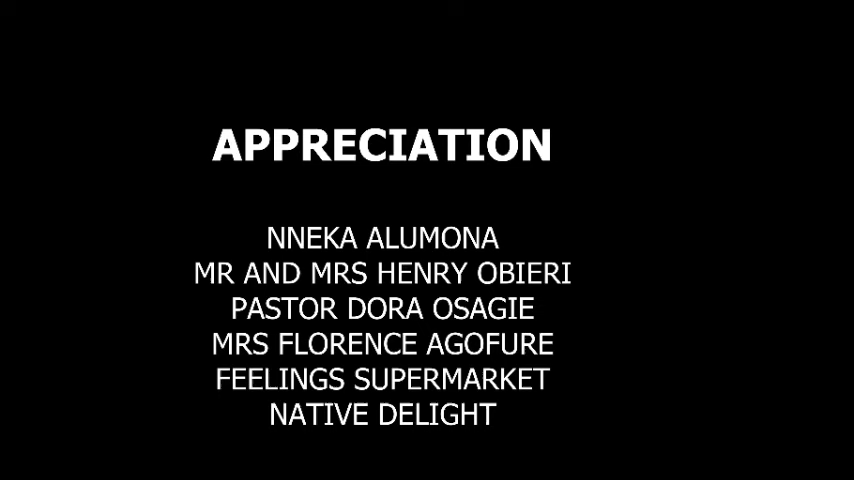 APPRECIATION
NNEKA ALUMONA
MR AND MRS HENRY OBIERI
PASTOR DORA OSAGIE
MRS FLORENCE AGOFURE
FEELINGS SUPERMARKET
NATIVE DELIGHT